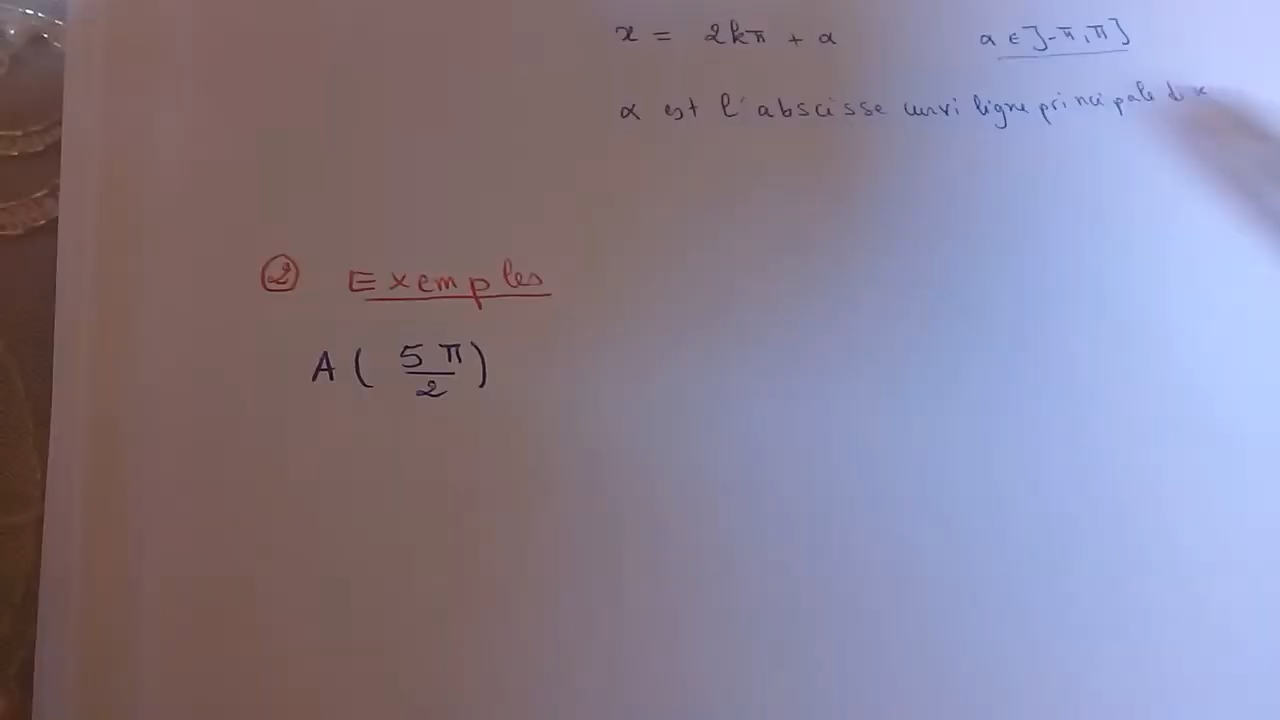 x = 2kπ + α α ∈ ]-π, π]
α est l'abscisse curviligne principale de x
② Exemples
A ( 5π/2 )